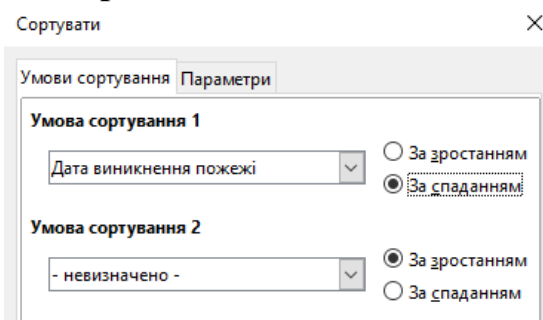 Сортувати
Умови сортування Параметри
Умова сортування 1
Дата виникнення пожежі
За зростанням
За спаданням
Умова сортування 2
- невизначено -
За зростанням
За спаданням